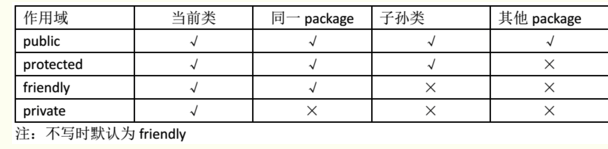 作用域 当前类 同一 package 子孙类 其他 package
public √ √ √ √
protected √ √ √ ×
friendly √ √ × ×
private √ × × ×
注：不写时默认为 friendly